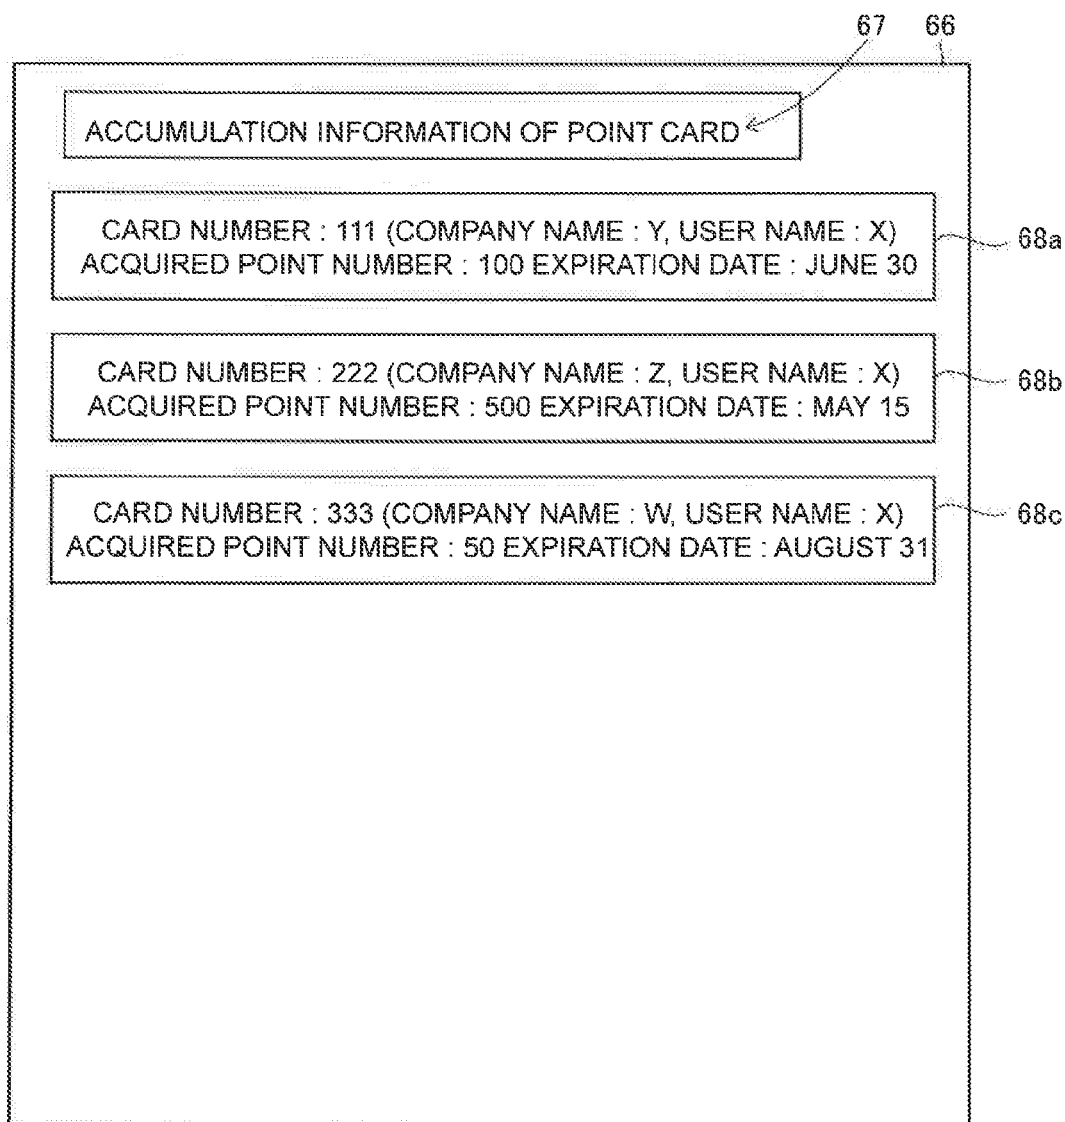 67 66
ACCUMULATION INFORMATION OF POINT CARD
CARD NUMBER : 111 (COMPANY NAME : Y, USER NAME : X)
ACQUIRED POINT NUMBER : 100 EXPIRATION DATE : JUNE 30
68a
CARD NUMBER : 222 (COMPANY NAME : Z, USER NAME : X)
ACQUIRED POINT NUMBER : 500 EXPIRATION DATE : MAY 15
68b
CARD NUMBER : 333 (COMPANY NAME : W, USER NAME : X)
ACQUIRED POINT NUMBER : 50 EXPIRATION DATE : AUGUST 31
68c